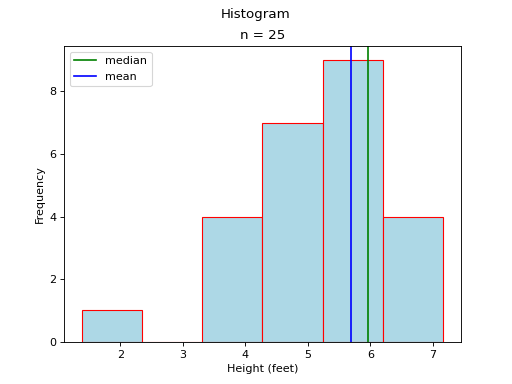 Histogram
n = 25
median
mean
Frequency
0
2
4
6
8
2
3
4
5
6
7
Height (feet)